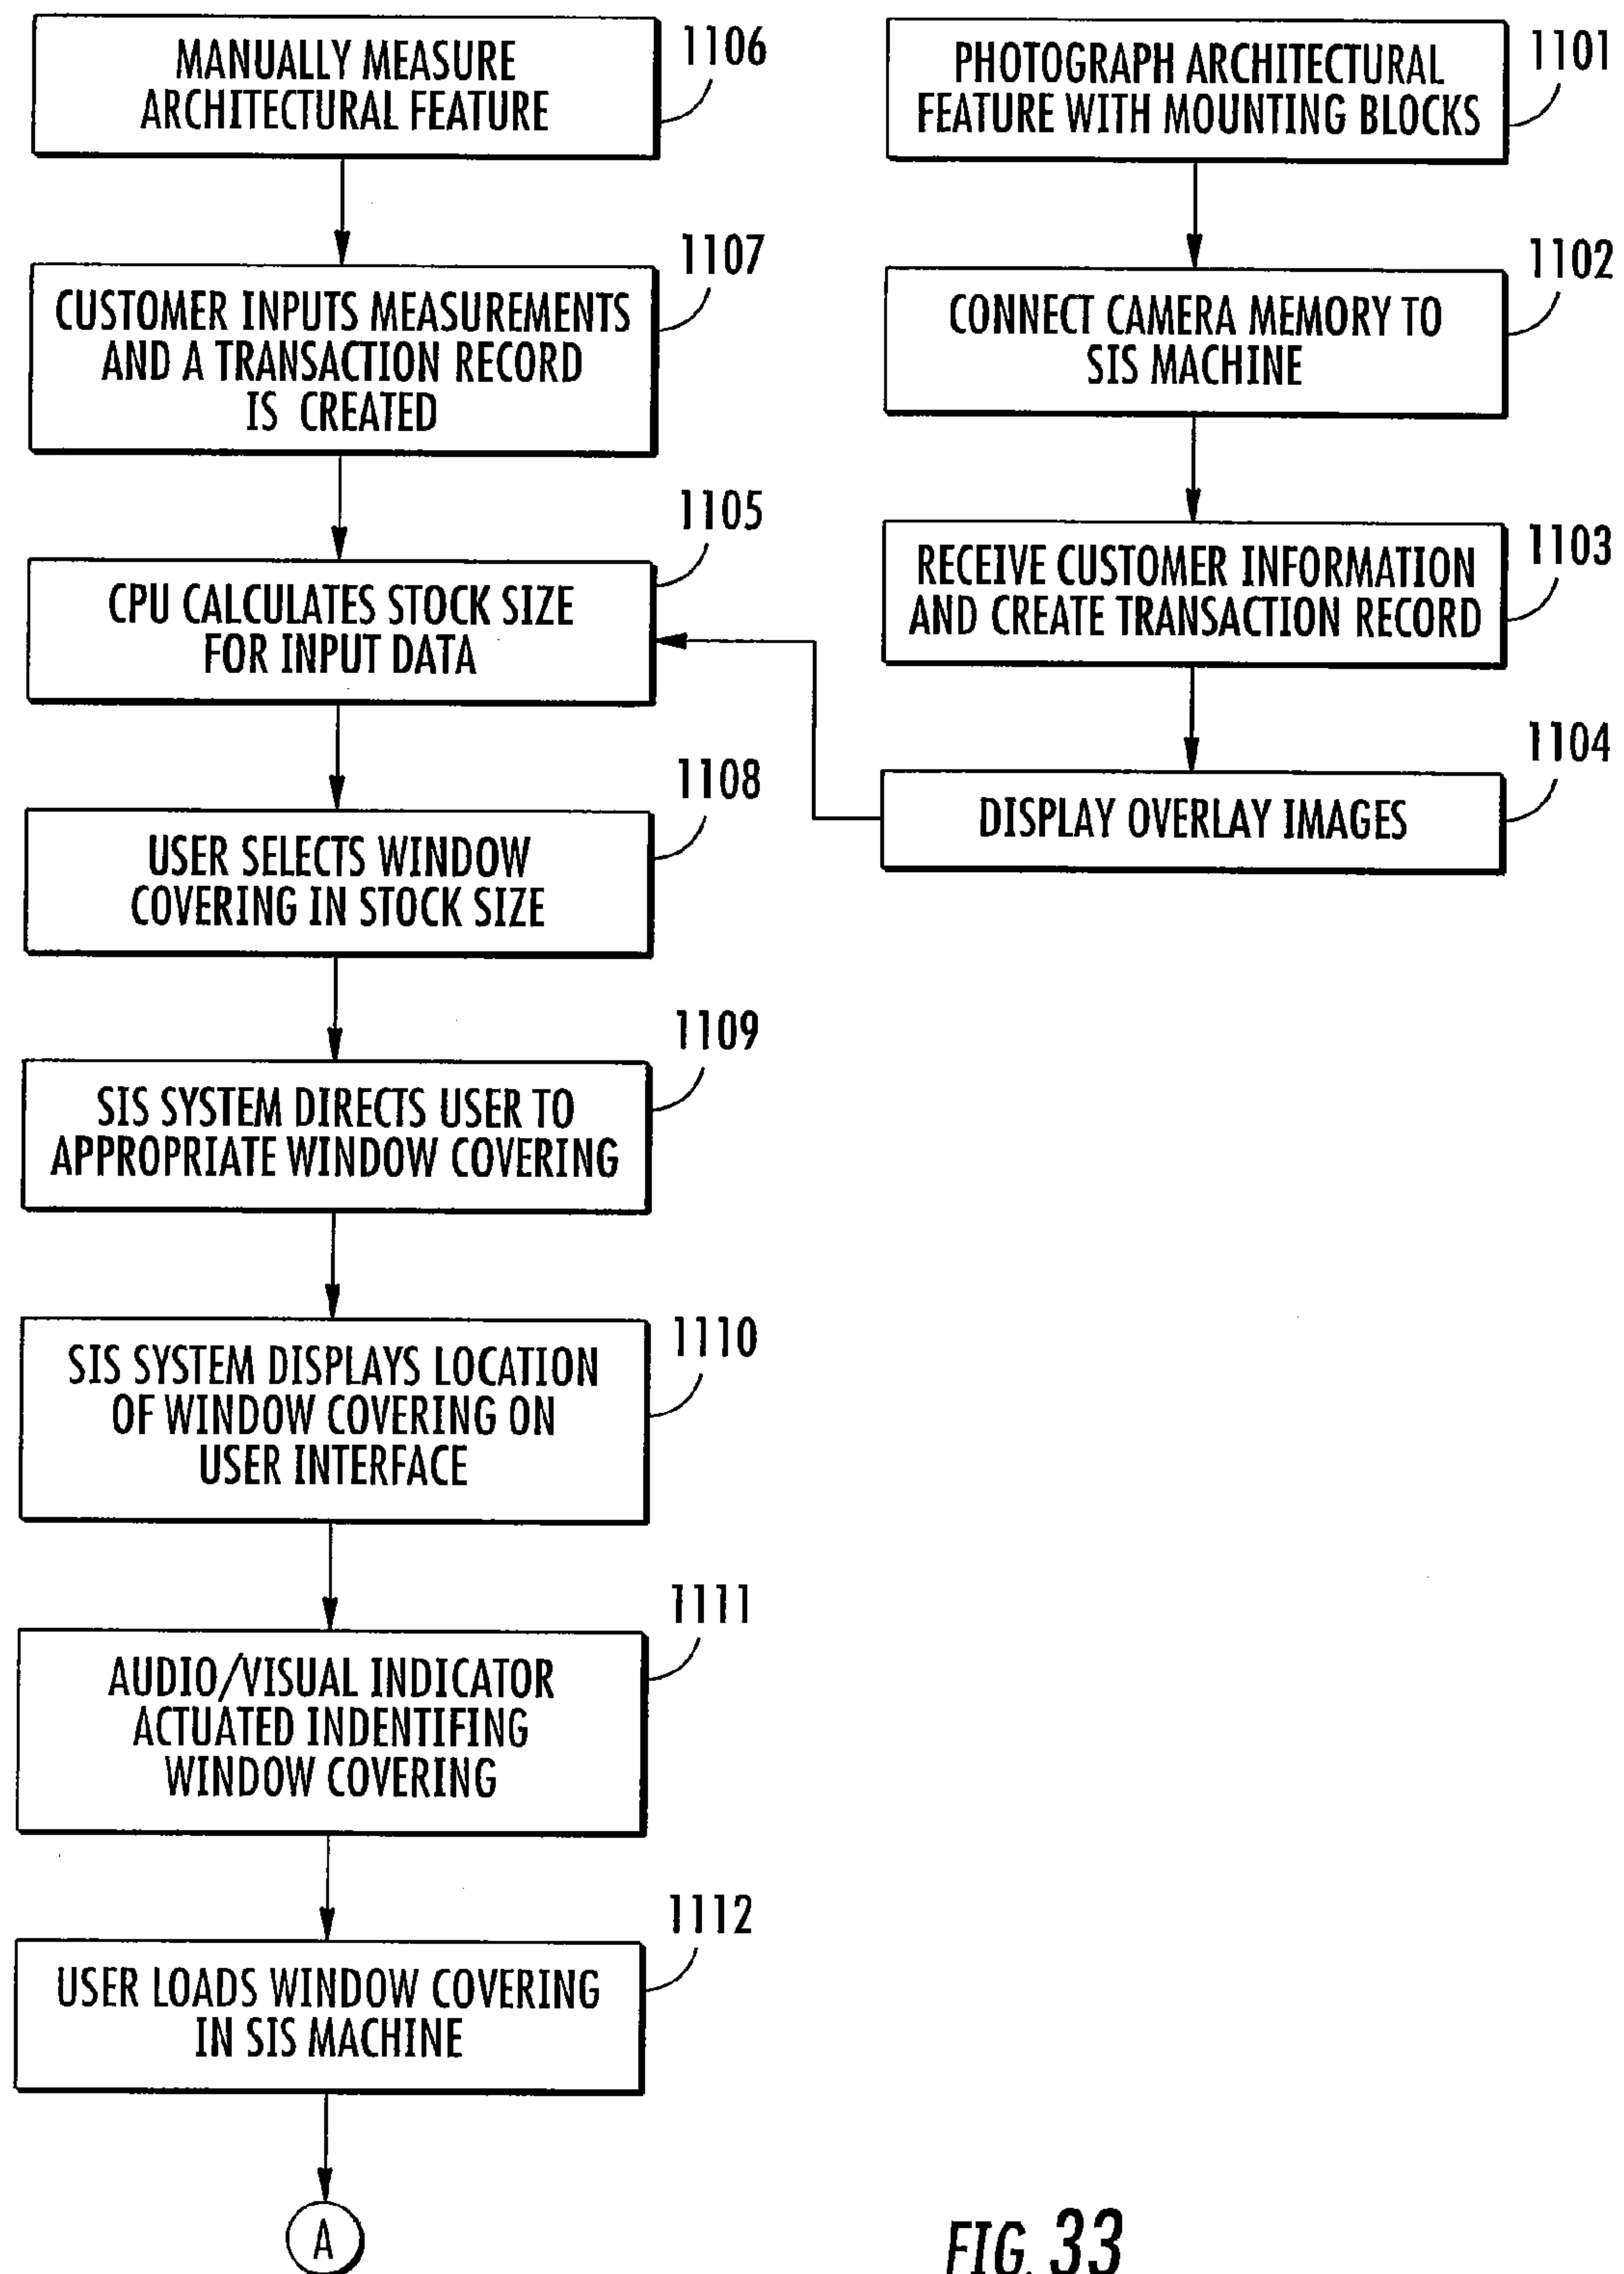 MANUALLY MEASURE
ARCHITECTURAL FEATURE
1106
CUSTOMER INPUTS MEASUREMENTS
AND A TRANSACTION RECORD
IS CREATED
1107
CPU CALCULATES STOCK SIZE
FOR INPUT DATA
1105
USER SELECTS WINDOW
COVERING IN STOCK SIZE
1108
SIS SYSTEM DIRECTS USER TO
APPROPRIATE WINDOW COVERING
1109
SIS SYSTEM DISPLAYS LOCATION
OF WINDOW COVERING ON
USER INTERFACE
1110
AUDIO/VISUAL INDICATOR
ACTUATED INDENTIFING
WINDOW COVERING
1111
USER LOADS WINDOW COVERING
IN SIS MACHINE
1112
A
PHOTOGRAPH ARCHITECTURAL
FEATURE WITH MOUNTING BLOCKS
1101
CONNECT CAMERA MEMORY TO
SIS MACHINE
1102
RECEIVE CUSTOMER INFORMATION
AND CREATE TRANSACTION RECORD
1103
DISPLAY OVERLAY IMAGES
1104
FIG. 33